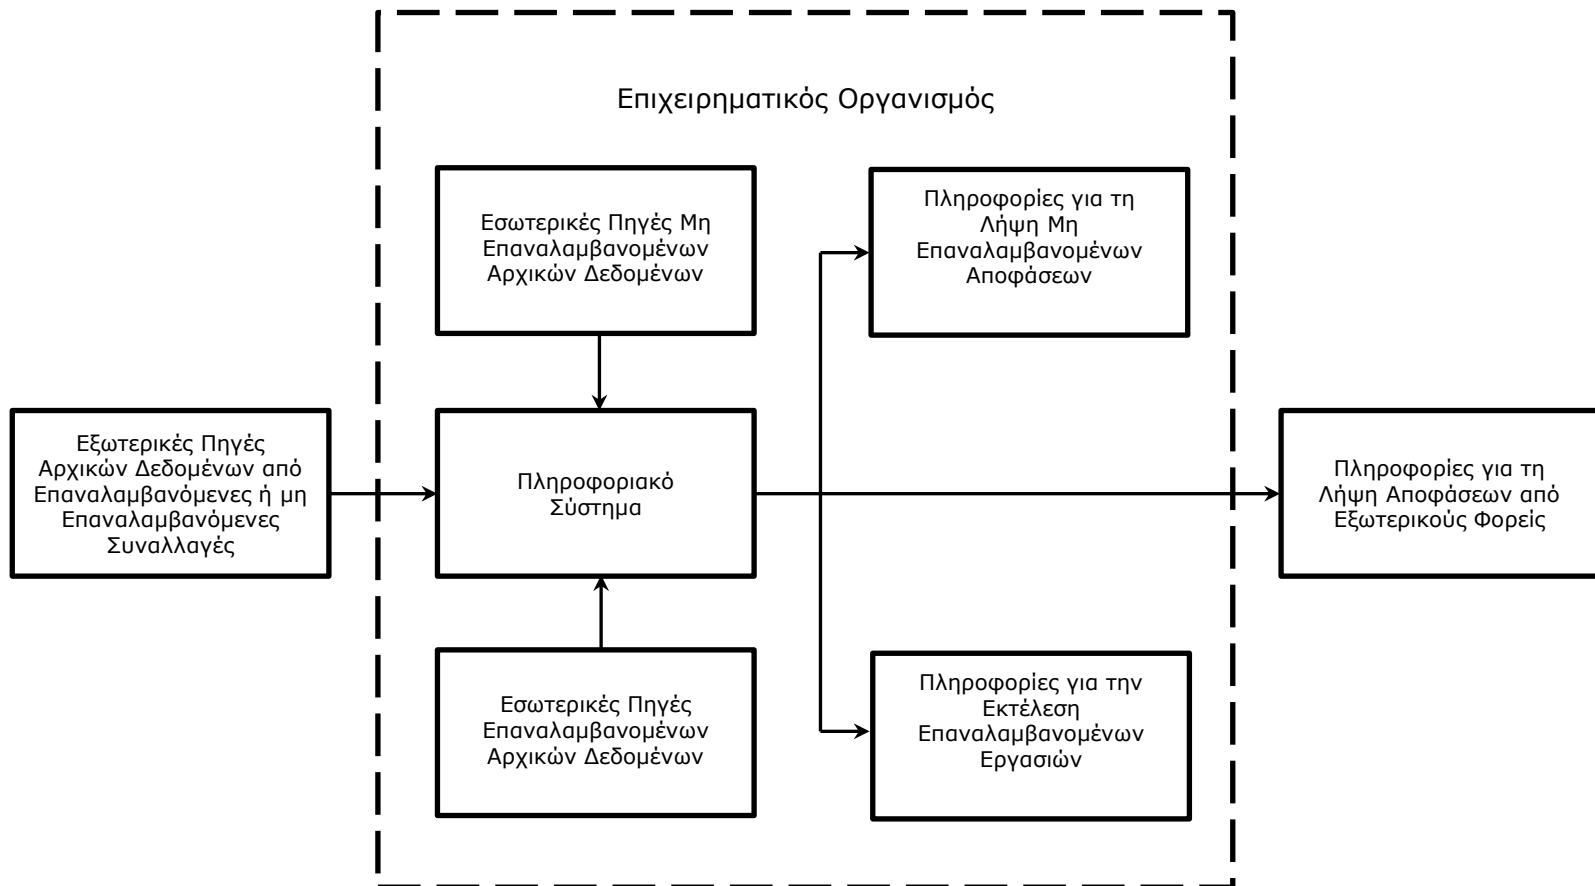 Επιχειρηματικός Οργανισμός
Εσωτερικές Πηγές Μη
Επαναλαμβανομένων
Αρχικών Δεδομένων
Πληροφορίες για τη
Λήψη Μη
Επαναλαμβανομένων
Αποφάσεων
Εξωτερικές Πηγές
Αρχικών Δεδομένων από
Επαναλαμβανόμενες ή μη
Επαναλαμβανόμενες
Συναλλαγές
Πληροφοριακό
Σύστημα
Πληροφορίες για τη
Λήψη Αποφάσεων από
Εξωτερικούς Φορείς
Εσωτερικές Πηγές
Επαναλαμβανομένων
Αρχικών Δεδομένων
Πληροφορίες για την
Εκτέλεση
Επαναλαμβανομένων
Εργασιών